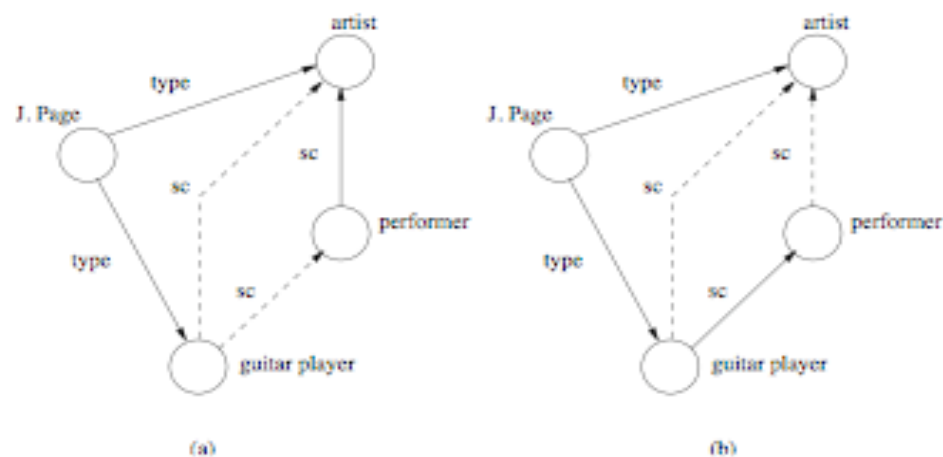 artist
type
J. Page
sc
sc
performer
type
sc
guitar player
(a)
artist
type
J. Page
sc
sc
performer
type
sc
guitar player
(b)